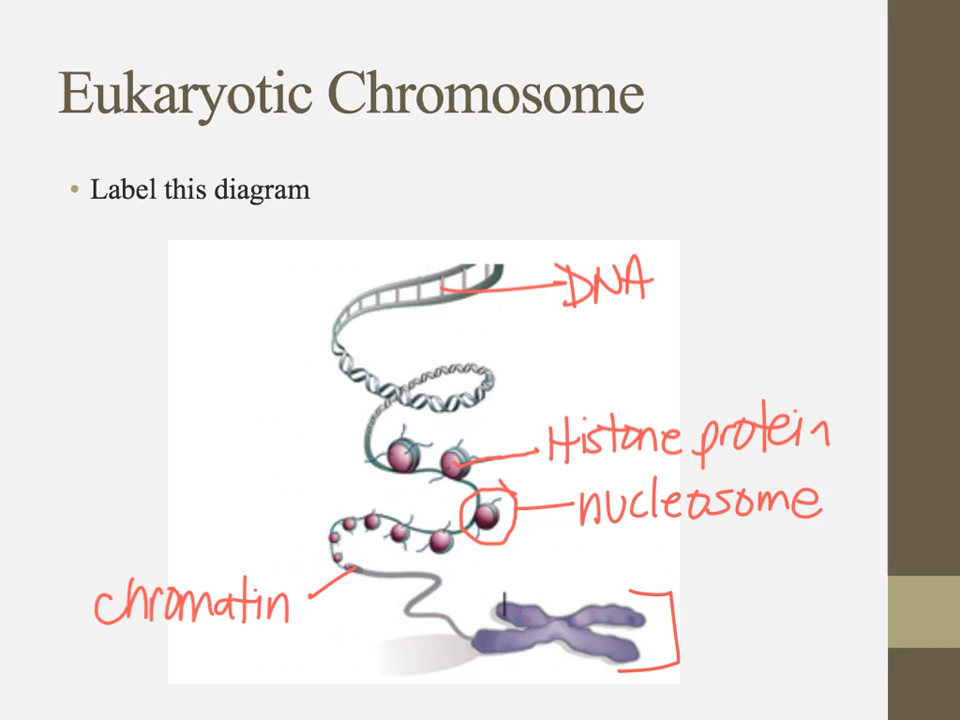 Eukaryotic Chromosome
• Label this diagram
DNA
Histone protein
nucleosome
chromatin